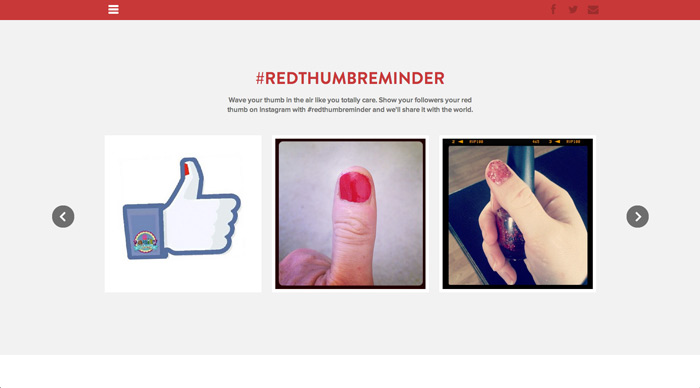 #REDTHUMBREMINDER
Wave your thumb in the air like you totally care. Show your followers your red
thumb on Instagram with #redthumbreminder and we'll share it with the world.